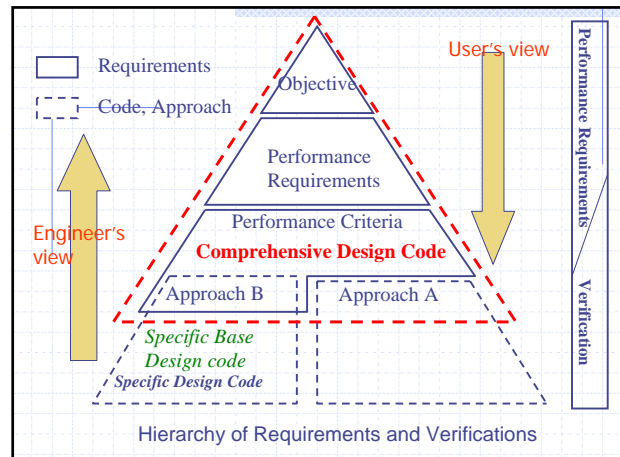 Requirements
Code, Approach
User's view
Engineer's
view
Objective
Performance
Requirements
Performance Criteria
Comprehensive Design Code
Approach B
Approach A
Specific Base
Design code
Specific Design Code
Performance Requirements
Verification
Hierarchy of Requirements and Verifications